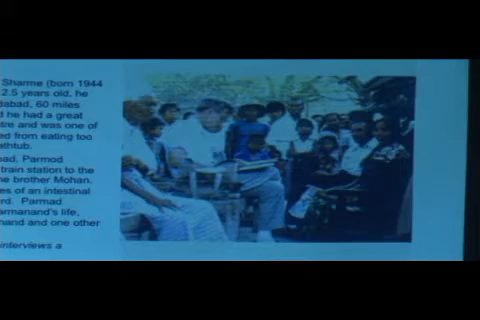 Sharme (born 1944
2.5 years old, he
abad, 60 miles
d he had a great
tre and was one of
ed from eating too
athtub.
ad, Parmod
train station to the
e brother Mohan.
es of an intestinal
rd. Parmod
armanand's life,
hand and one other
interviews a